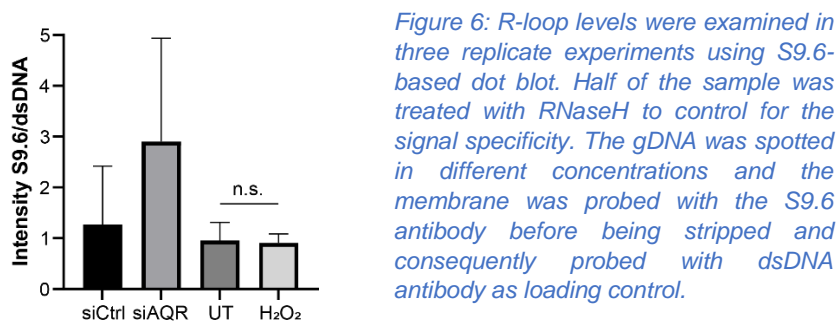 Intensity S9.6/dsDNA
5
4
3
2
1
0
n.s.
siCtrl siAQR UT H₂O₂
Figure 6: R-loop levels were examined in
three replicate experiments using S9.6-
based dot blot. Half of the sample was
treated with RNaseH to control for the
signal specificity. The gDNA was spotted
in different concentrations and the
membrane was probed with the S9.6
antibody before being stripped and
consequently probed with dsDNA
antibody as loading control.